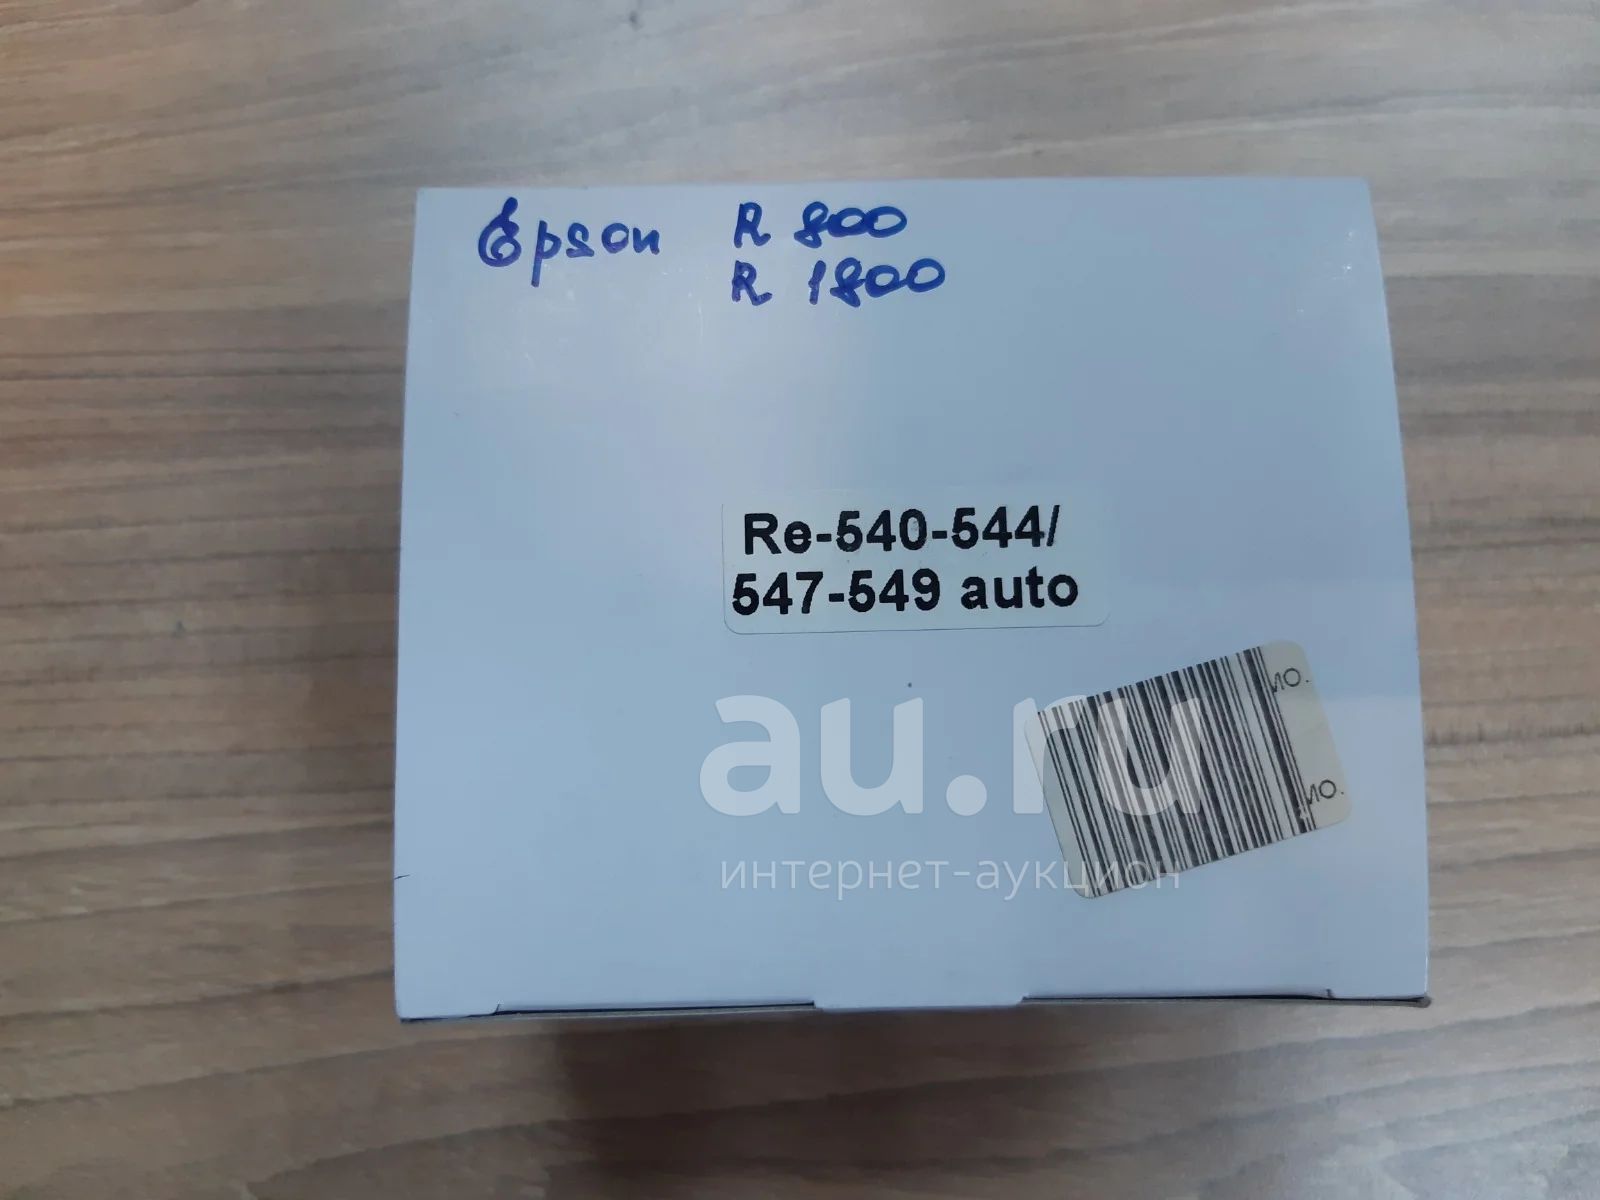 Epson R 800
R 1800
Re-540-544/
547-549 auto
au.ru
интернет-аукцион